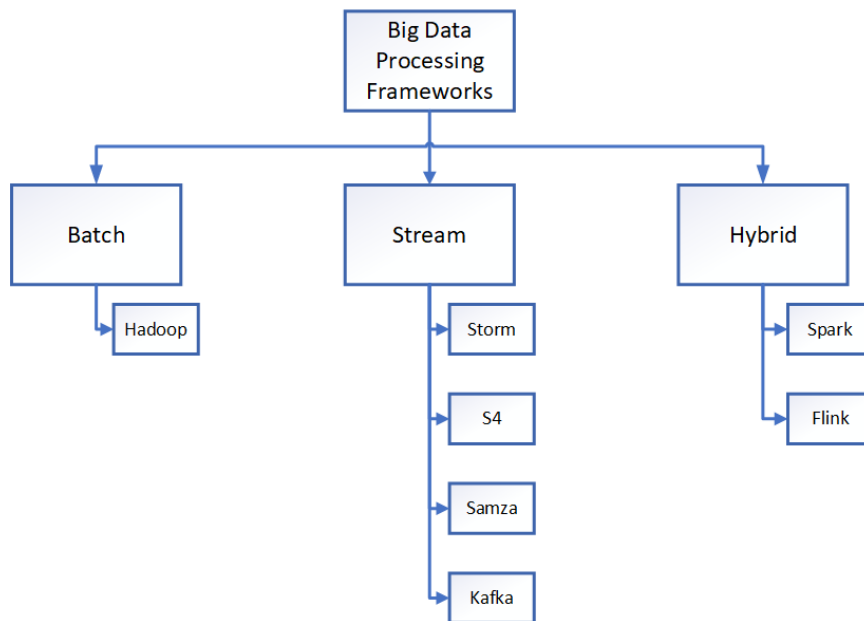 Big Data
Processing
Frameworks
Batch
Stream
Hybrid
Hadoop
Storm
Spark
S4
Flink
Samza
Kafka